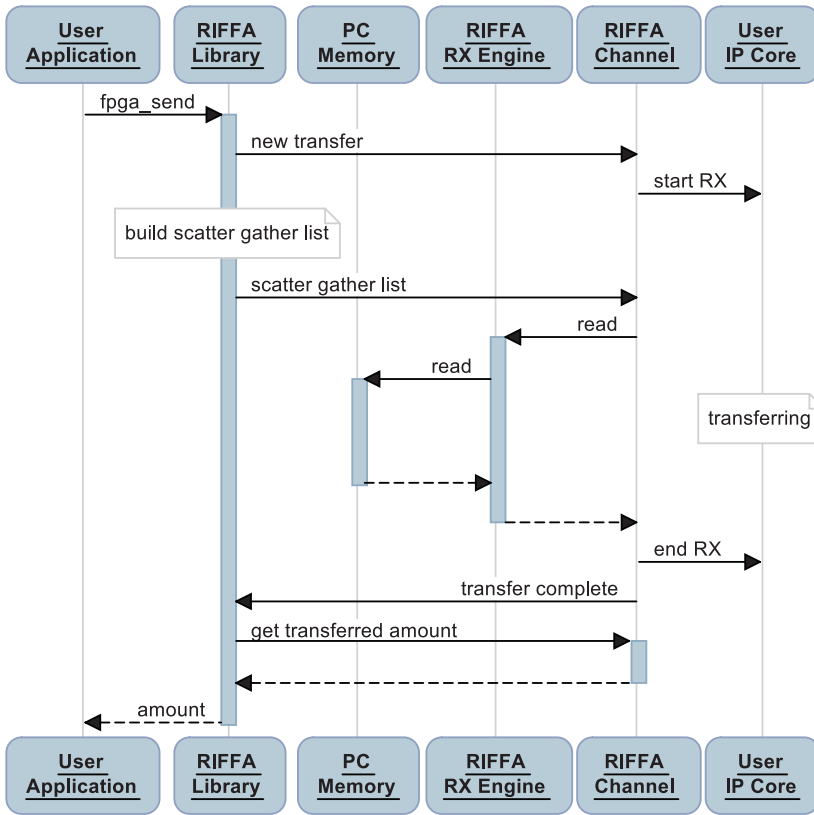 User Application
RIFFA Library
PC Memory
RIFFA RX Engine
RIFFA Channel
User IP Core
fpga_send
new transfer
start RX
build scatter gather list
scatter gather list
read
read
transferring
end RX
transfer complete
get transferred amount
amount
User Application
RIFFA Library
PC Memory
RIFFA RX Engine
RIFFA Channel
User IP Core